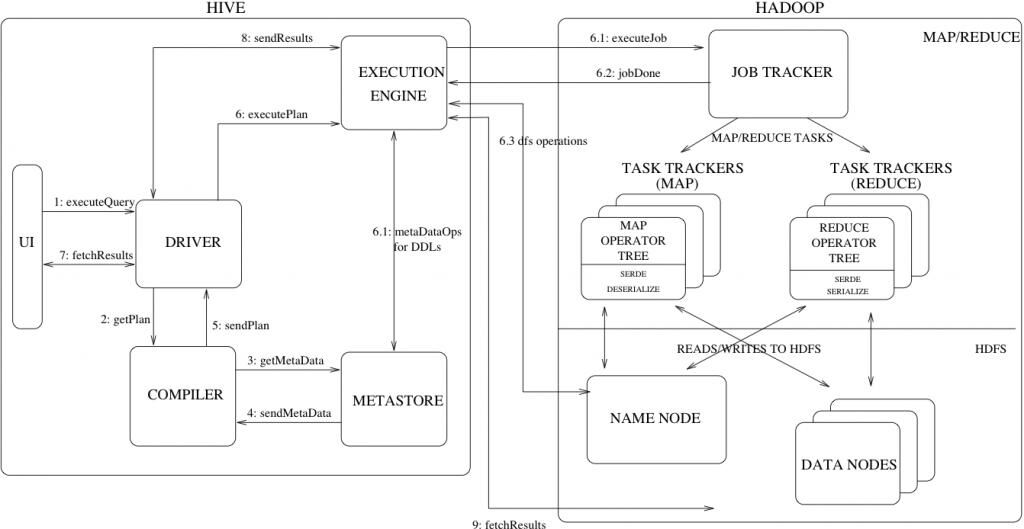 HIVE
HADOOP
MAP/REDUCE
8: sendResults
6.1: executeJob
EXECUTION
ENGINE
6.2: jobDone
JOB TRACKER
6: executePlan
6.3 dfs operations
MAP/REDUCE TASKS
TASK TRACKERS
(MAP)
TASK TRACKERS
(REDUCE)
1: executeQuery
UI
DRIVER
6.1: metaDataOps
for DDLs
7: fetchResults
MAP
OPERATOR
TREE
SERDE
DESERIALIZE
REDUCE
OPERATOR
TREE
SERDE
SERIALIZE
2: getPlan
5: sendPlan
READS/WRITES TO HDFS
HDFS
3: getMetaData
COMPILER
METASTORE
4: sendMetaData
NAME NODE
DATA NODES
9: fetchResults